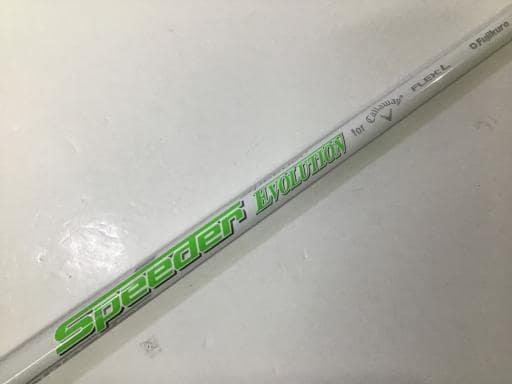 Speeder EVOLUTION for Callaway FLEX-L Fujikura